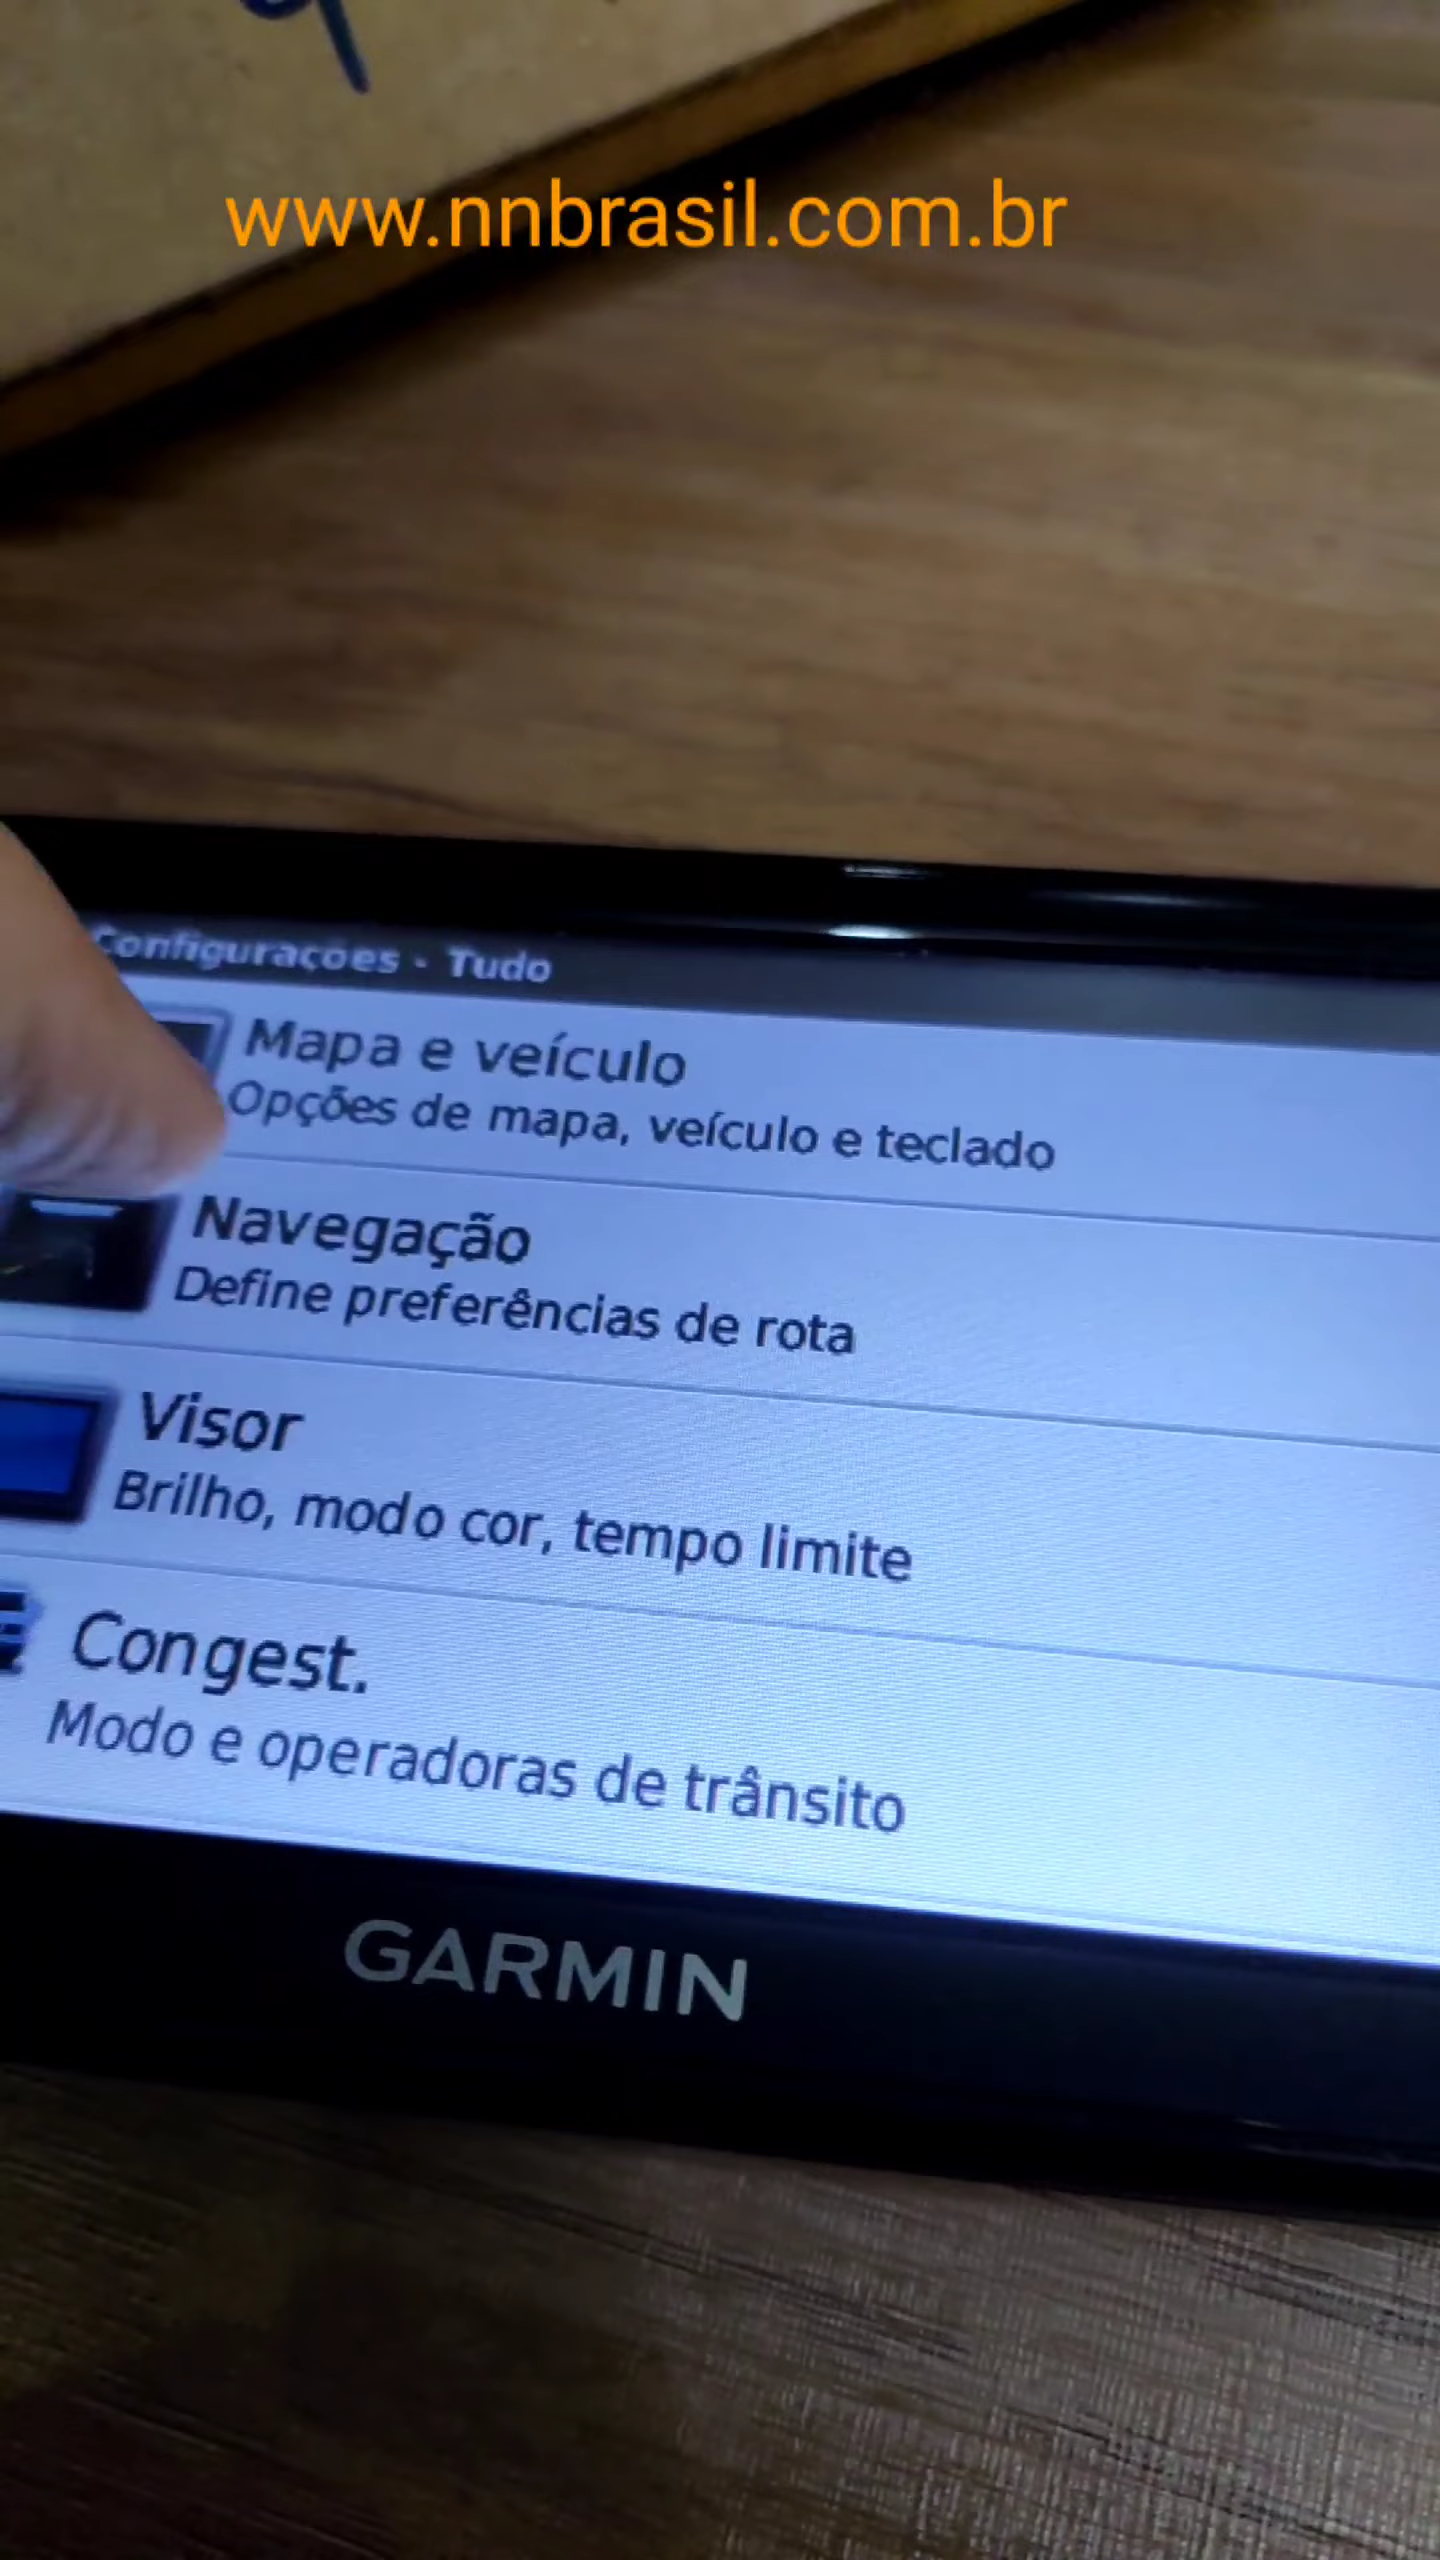 www.nnbrasil.com.br
Configurações - Tudo
Mapa e veículo
Opções de mapa, veículo e teclado
Navegação
Define preferências de rota
Visor
Brilho, modo cor, tempo limite
Congest.
Modo e operadoras de trânsito
GARMIN